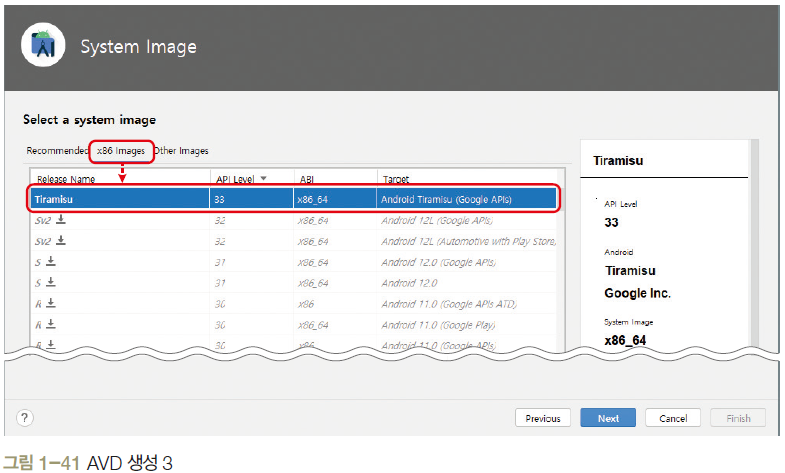 System Image
Select a system image
Recommended x86 Images Other Images
Release Name API Level ABI Target
Tiramisu 33 x86_64 Android Tiramisu (Google APIs)
Sv2 32 x86_64 Android 12L (Google APIs)
Sv2 32 x86_64 Android 12L (Automotive with Play Store)
S 31 x86_64 Android 12.0 (Google APIs)
S 31 x86_64 Android 12.0
R 30 x86 Android 11.0 (Google APIs ATD)
R 30 x86_64 Android 11.0 (Google Play)
R 30 x86 Android 11.0 (Google APIs)
Tiramisu
API Level
33
Android
Tiramisu
Google Inc.
System Image
x86_64
? Previous Next Cancel Finish
그림 1-41 AVD 생성 3